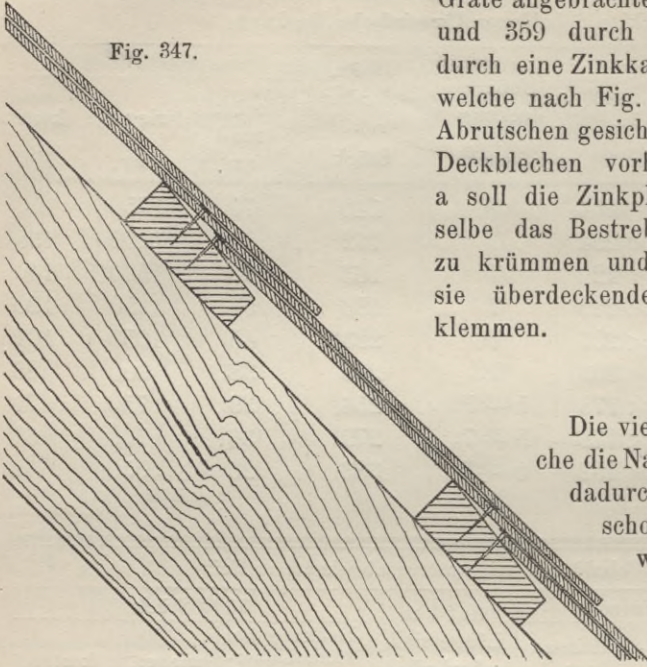 Grate angebrachte
Fig. 347.
und 359 durch
durch eine Zinkka
welche nach Fig.
Abrutschen gesich
Deckblechen vorl
a soll die Zinkpl
selbe das Bestreb
zu krümmen und
sie überdeckende
klemmen.
Die vie
che die Na
dadurc
scho
w